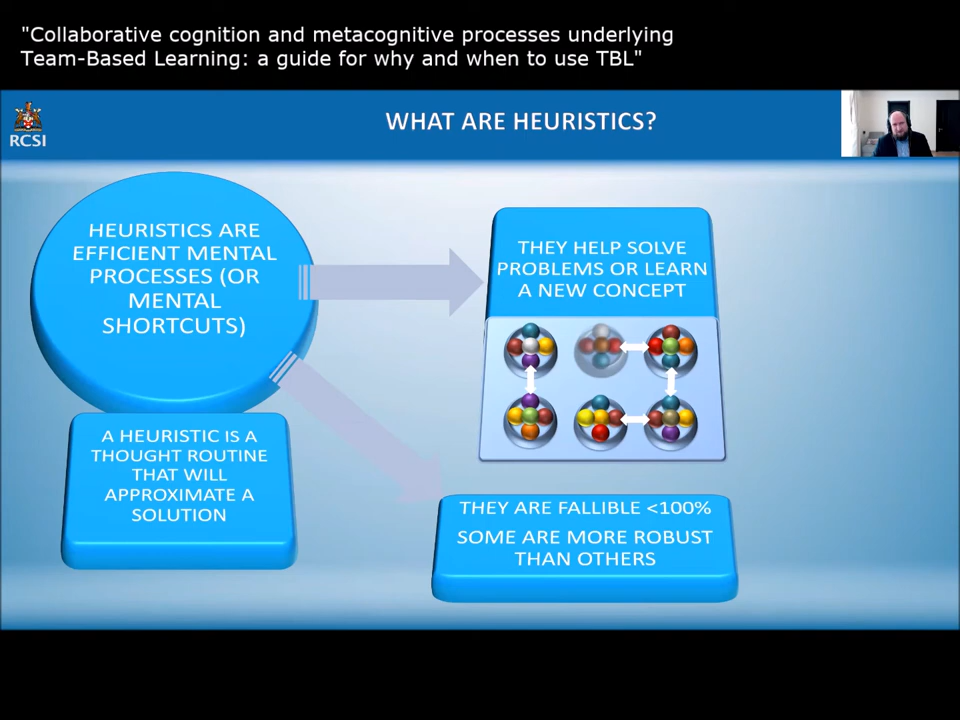 "Collaborative cognition and metacognitive processes underlying
Team-Based Learning: a guide for why and when to use TBL"
RCSI
WHAT ARE HEURISTICS?
HEURISTICS ARE
EFFICIENT MENTAL
PROCESSES (OR
MENTAL
SHORTCUTS)
A HEURISTIC IS A
THOUGHT ROUTINE
THAT WILL
APPROXIMATE A
SOLUTION
THEY HELP SOLVE
PROBLEMS OR LEARN
A NEW CONCEPT
THEY ARE FALLIBLE <100%
SOME ARE MORE ROBUST
THAN OTHERS